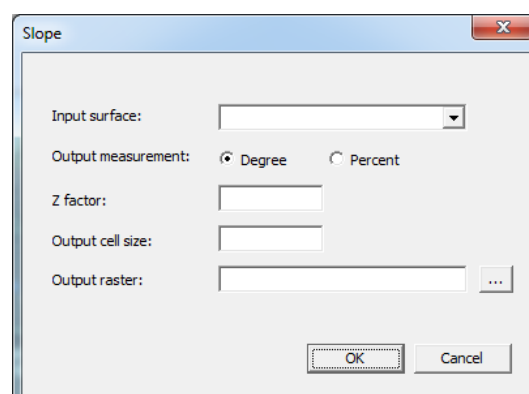 Slope
Input surface:
Output measurement: Degree Percent
Z factor:
Output cell size:
Output raster: ...
OK Cancel